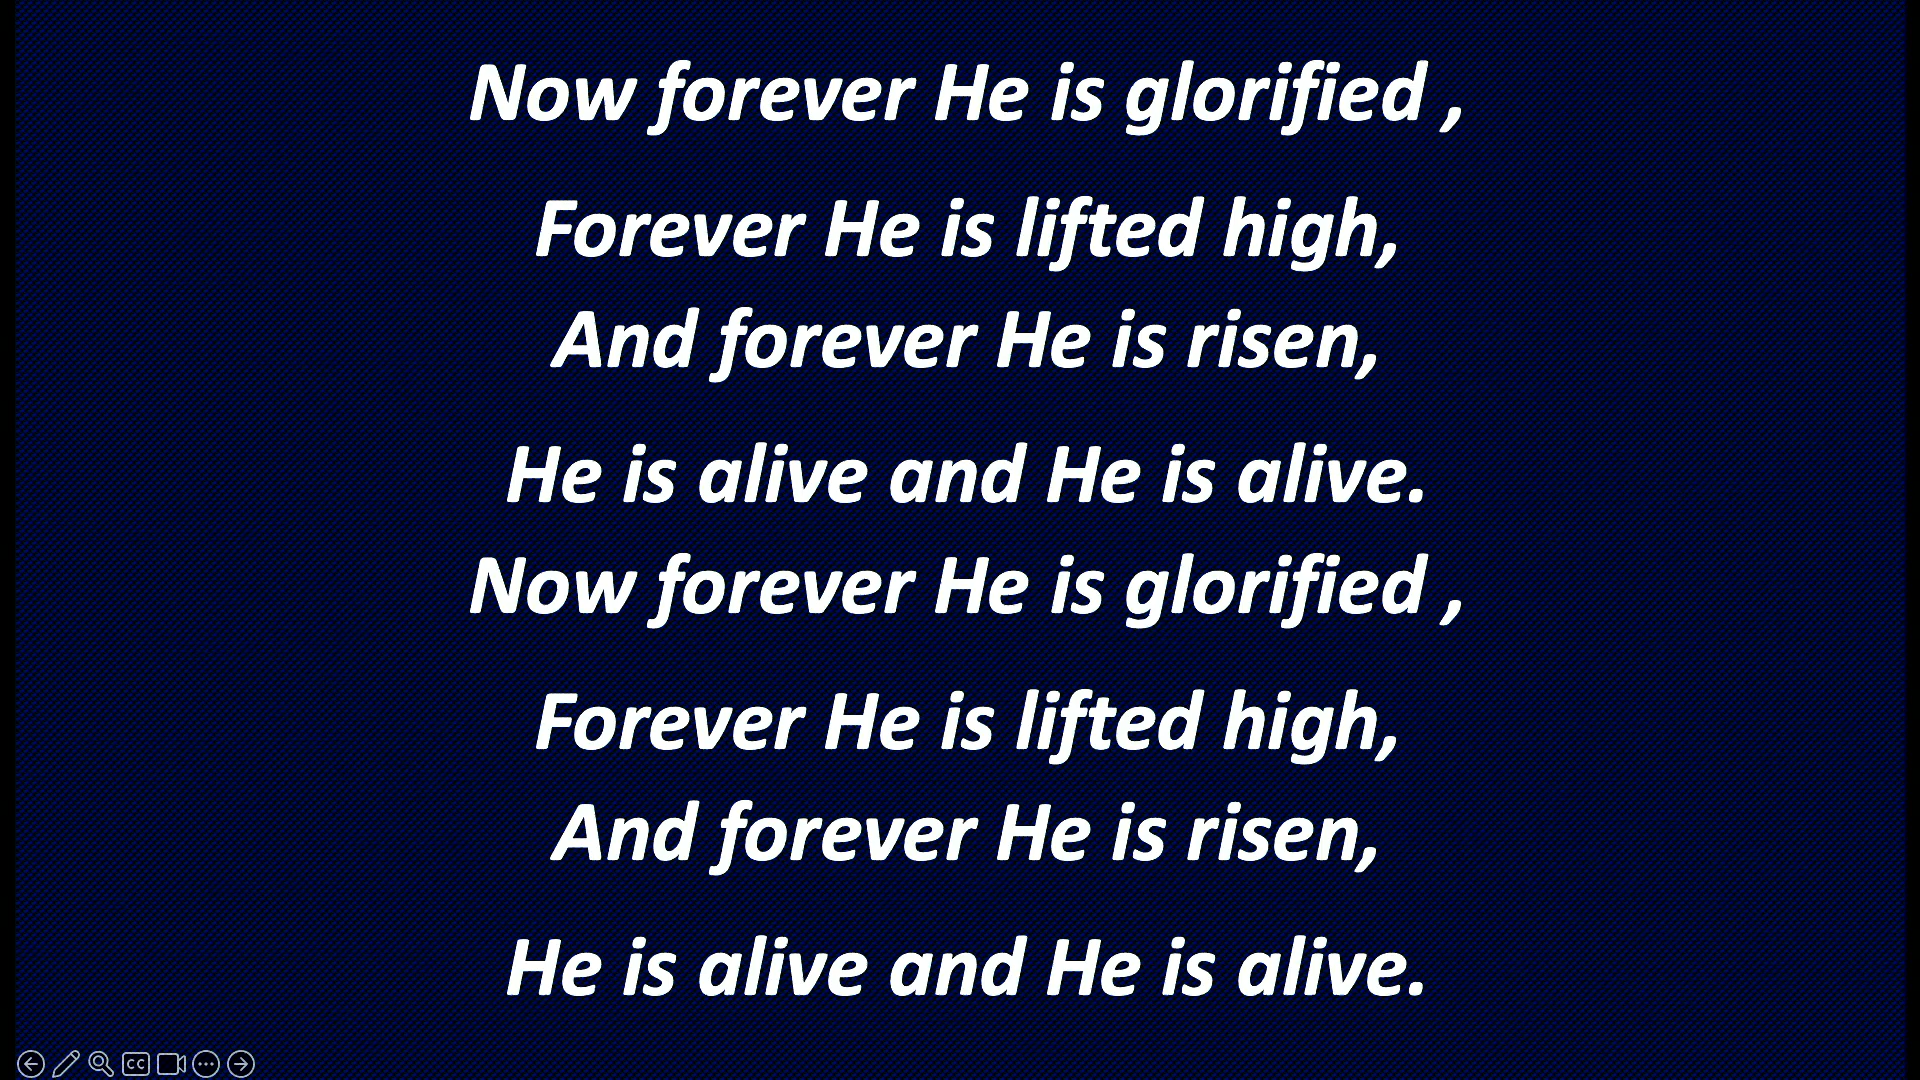 Now forever He is glorified ,
Forever He is lifted high,
And forever He is risen,
He is alive and He is alive.
Now forever He is glorified ,
Forever He is lifted high,
And forever He is risen,
He is alive and He is alive.
CC